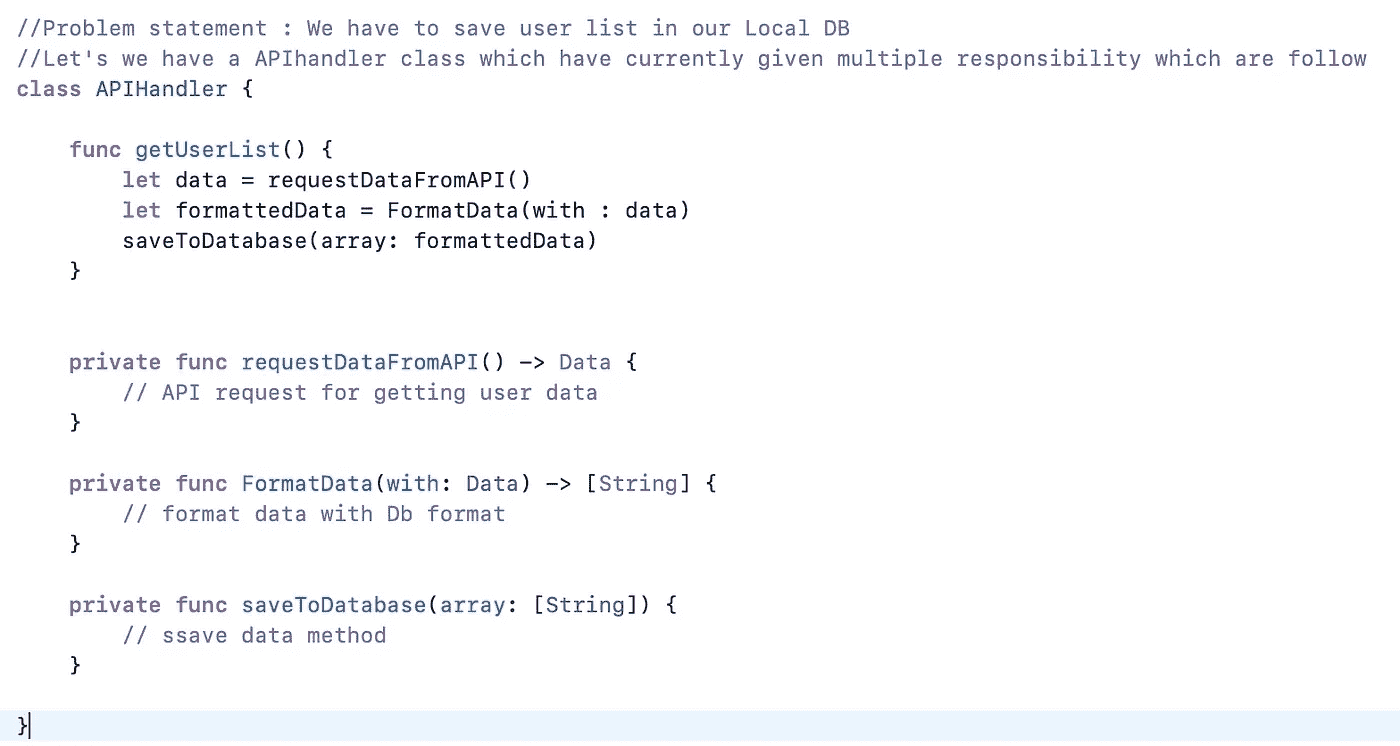 //Problem statement : We have to save user list in our Local DB
//Let's we have a APIhandler class which have currently given multiple responsibility which are follow
class APIHandler {
func getUserList() {
let data = requestDataFromAPI()
let formattedData = FormatData(with : data)
saveToDatabase(array: formattedData)
}
private func requestDataFromAPI() -> Data {
// API request for getting user data
}
private func FormatData(with: Data) -> [String] {
// format data with Db format
}
private func saveToDatabase(array: [String]) {
// ssave data method
}
}